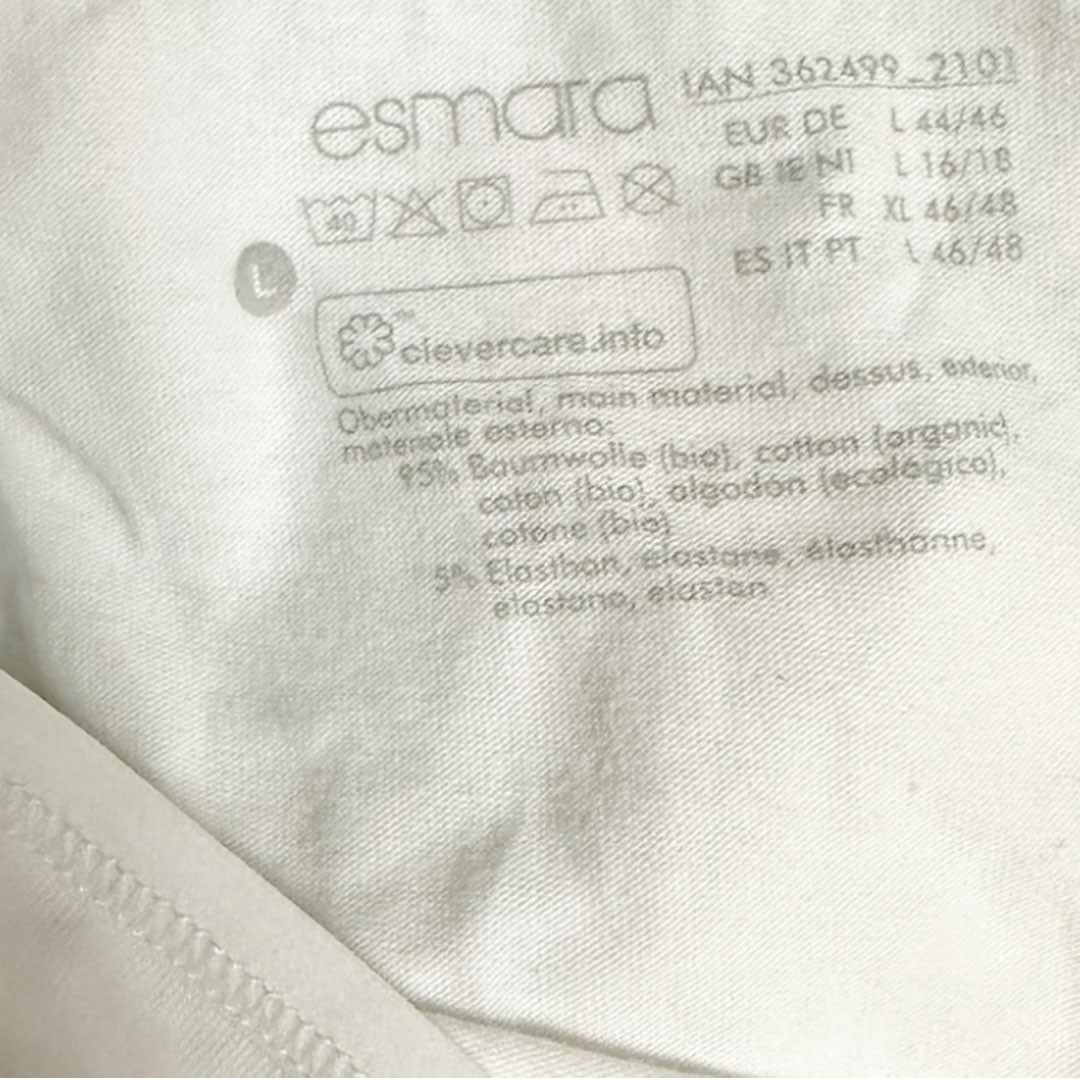 esmara
IAN 362499_2101
EUR DE L 44/46
GB IE NI L 16/18
FR XL 46/48
ES IT PT L 46/48
40
L
clevercare.info
Obermaterial, main material, dessus, exterior,
materiale esterno:
95% Baumwolle (bio), cotton (organic),
coton (bio), algodón (ecológico),
cotone (bio)
5% Elasthan, elastane, élasthanne,
elastano, elastan